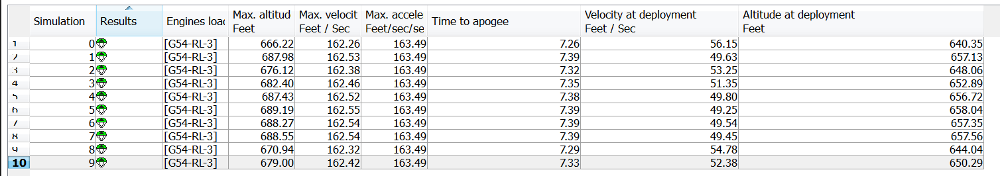 Simulation Results Engines load Max. altitud Feet Max. velocit Feet / Sec Max. accele Feet/sec/se Time to apogee Velocity at deployment Feet / Sec Altitude at deployment Feet
1 0 [G54-RL-3] 666.22 162.26 163.49 7.26 56.15 640.35
2 1 [G54-RL-3] 687.98 162.53 163.49 7.39 49.63 657.13
3 2 [G54-RL-3] 676.12 162.38 163.49 7.32 53.25 648.06
4 3 [G54-RL-3] 682.40 162.46 163.49 7.35 51.35 652.89
5 4 [G54-RL-3] 687.43 162.52 163.49 7.38 49.80 656.72
6 5 [G54-RL-3] 689.19 162.55 163.49 7.39 49.25 658.04
7 6 [G54-RL-3] 688.27 162.54 163.49 7.39 49.54 657.35
8 7 [G54-RL-3] 688.55 162.54 163.49 7.39 49.45 657.56
9 8 [G54-RL-3] 670.94 162.32 163.49 7.29 54.78 644.04
10 9 [G54-RL-3] 679.00 162.42 163.49 7.33 52.38 650.29